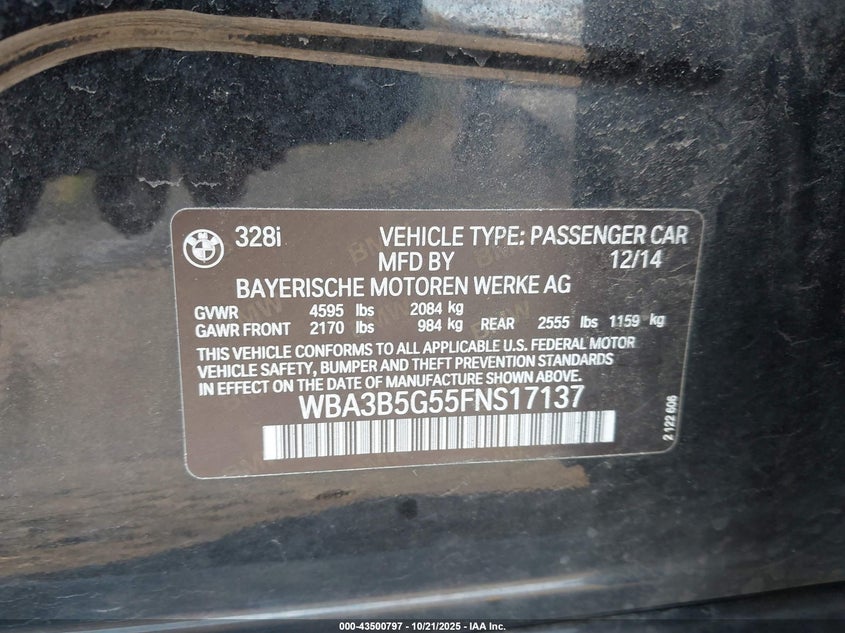 328i VEHICLE TYPE: PASSENGER CAR
MFD BY 12/14
BAYERISCHE MOTOREN WERKE AG
GVWR 4595 lbs 2084 kg
GAWR FRONT 2170 lbs 984 kg REAR 2555 lbs 1159 kg
THIS VEHICLE CONFORMS TO ALL APPLICABLE U.S. FEDERAL MOTOR
VEHICLE SAFETY, BUMPER AND THEFT PREVENTION STANDARDS
IN EFFECT ON THE DATE OF MANUFACTURE SHOWN ABOVE.
WBA3B5G55FNS17137
2 122 606
000-43500797 - 10/21/2025 - IAA Inc.